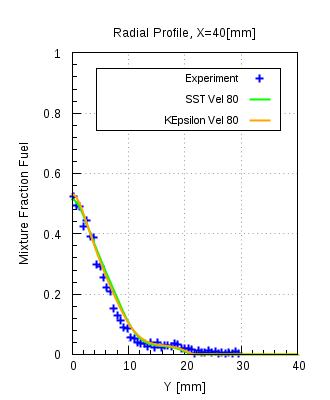 Radial Profile, X=40[mm]
1
Experiment
SST Vel 80
KEpsilon Vel 80
0.8
0.6
0.4
0.2
0
Mixture Fraction Fuel
0 10 20 30 40
Y [mm]